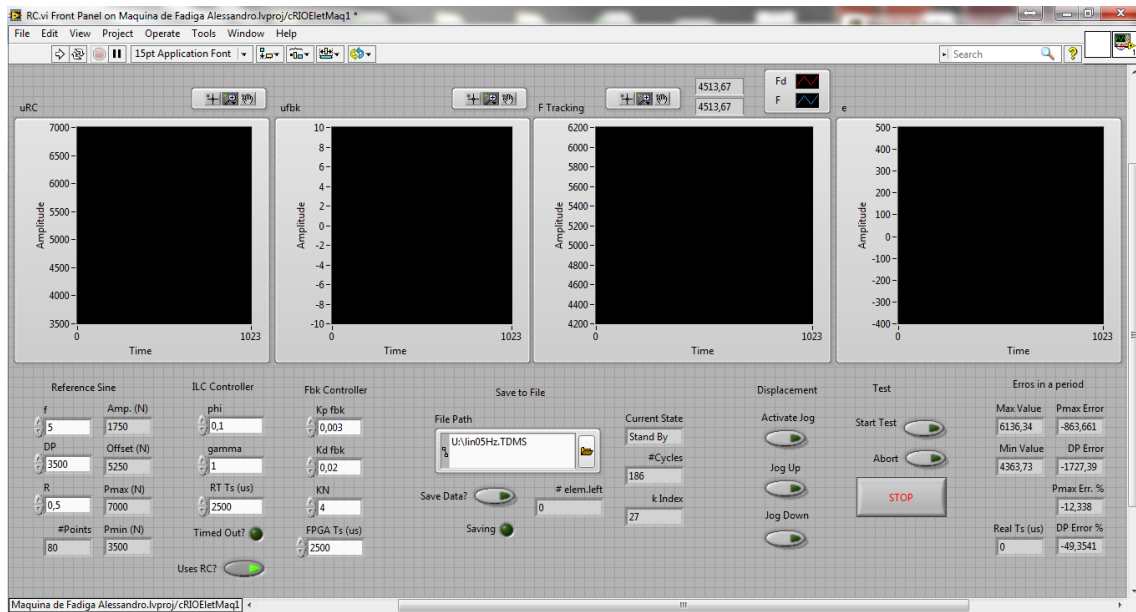 RC.vi Front Panel on Maquina de Fadiga Alessandro.lvproj/cRIOEletMaq1 *
File Edit View Project Operate Tools Window Help
15pt Application Font
Search
uRC
7000
6500
6000
5500
5000
4500
4000
3500
Amplitude
0 1023
Time
ufbk
10
8
6
4
2
0
-2
-4
-6
-8
-10
Amplitude
0 1023
Time
F Tracking
4513,67
4513,67
Fd
F
6200
6000
5800
5600
5400
5200
5000
4800
4600
4400
4200
Amplitude
0 1023
Time
e
500
400
300
200
100
0
-100
-200
-300
-400
Amplitude
0 1023
Time
Reference Sine
f Amp. (N)
5 1750
DP Offset (N)
3500 5250
R Pmax (N)
0,5 7000
#Points Pmin (N)
80 3500
ILC Controller
phi
0,1
gamma
1
RT Ts (us)
2500
Timed Out?
Uses RC?
Fbk Controller
Kp fbk
0,003
Kd fbk
0,02
KN
4
FPGA Ts (us)
2500
Save to File
File Path
U:\lin05Hz.TDMS
Save Data?
# elem.left
0
Saving
Current State
Stand By
#Cycles
186
k Index
27
Displacement
Activate Jog
Jog Up
Jog Down
Test
Start Test
Abort
STOP
Erros in a period
Max Value Pmax Error
6136,34 -863,661
Min Value DP Error
4363,73 -1727,39
Pmax Err. %
-12,338
Real Ts (us) DP Error %
0 -49,3541
Maquina de Fadiga Alessandro.lvproj/cRIOEletMaq1